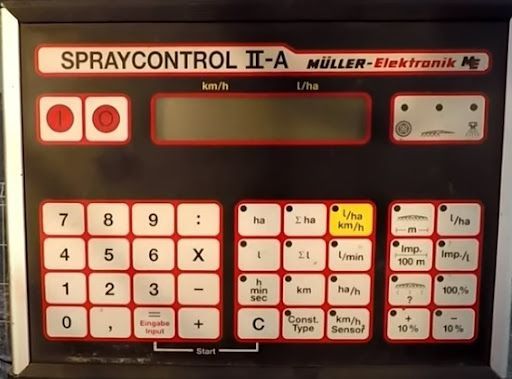 SPRAYCONTROL II-A MÜLLER-Elektronik ME
km/h l/ha
I O
7 8 9 : ha Σ ha l/ha km/h m l/ha
4 5 6 X l Σ l l/min Imp. 100 m Imp./l
1 2 3 - h min sec km ha/h ? 100%
0 , = Eingabe Input + C Const. Type km/h Sensor + 10% - 10%
Start